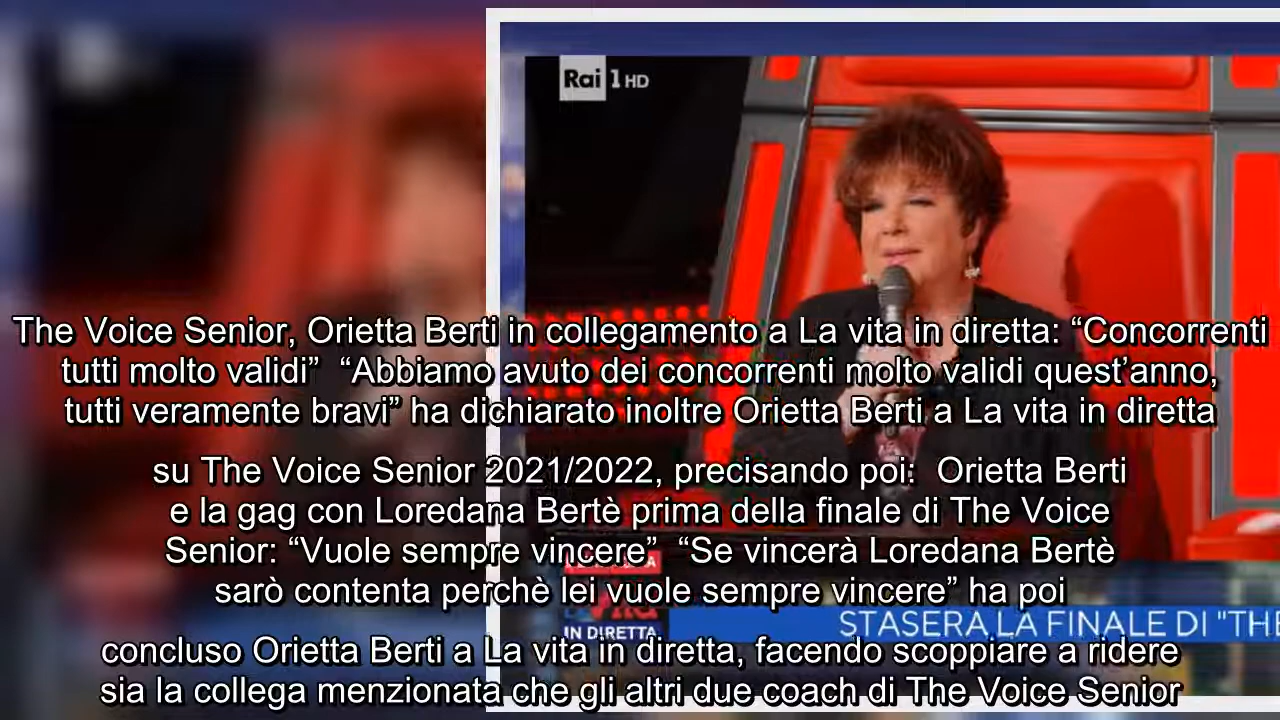 Rai 1 HD
The Voice Senior, Orietta Berti in collegamento a La vita in diretta: “Concorrenti
tutti molto validi”  “Abbiamo avuto dei concorrenti molto validi quest’anno,
tutti veramente bravi” ha dichiarato inoltre Orietta Berti a La vita in diretta
su The Voice Senior 2021/2022, precisando poi:  Orietta Berti
e la gag con Loredana Bertè prima della finale di The Voice
Senior: “Vuole sempre vincere”  “Se vincerà Loredana Bertè
sarò contenta perchè lei vuole sempre vincere” ha poi
IN DIRETTA
STASERA LA FINALE DI "THE
concluso Orietta Berti a La vita in diretta, facendo scoppiare a ridere
sia la collega menzionata che gli altri due coach di The Voice Senior